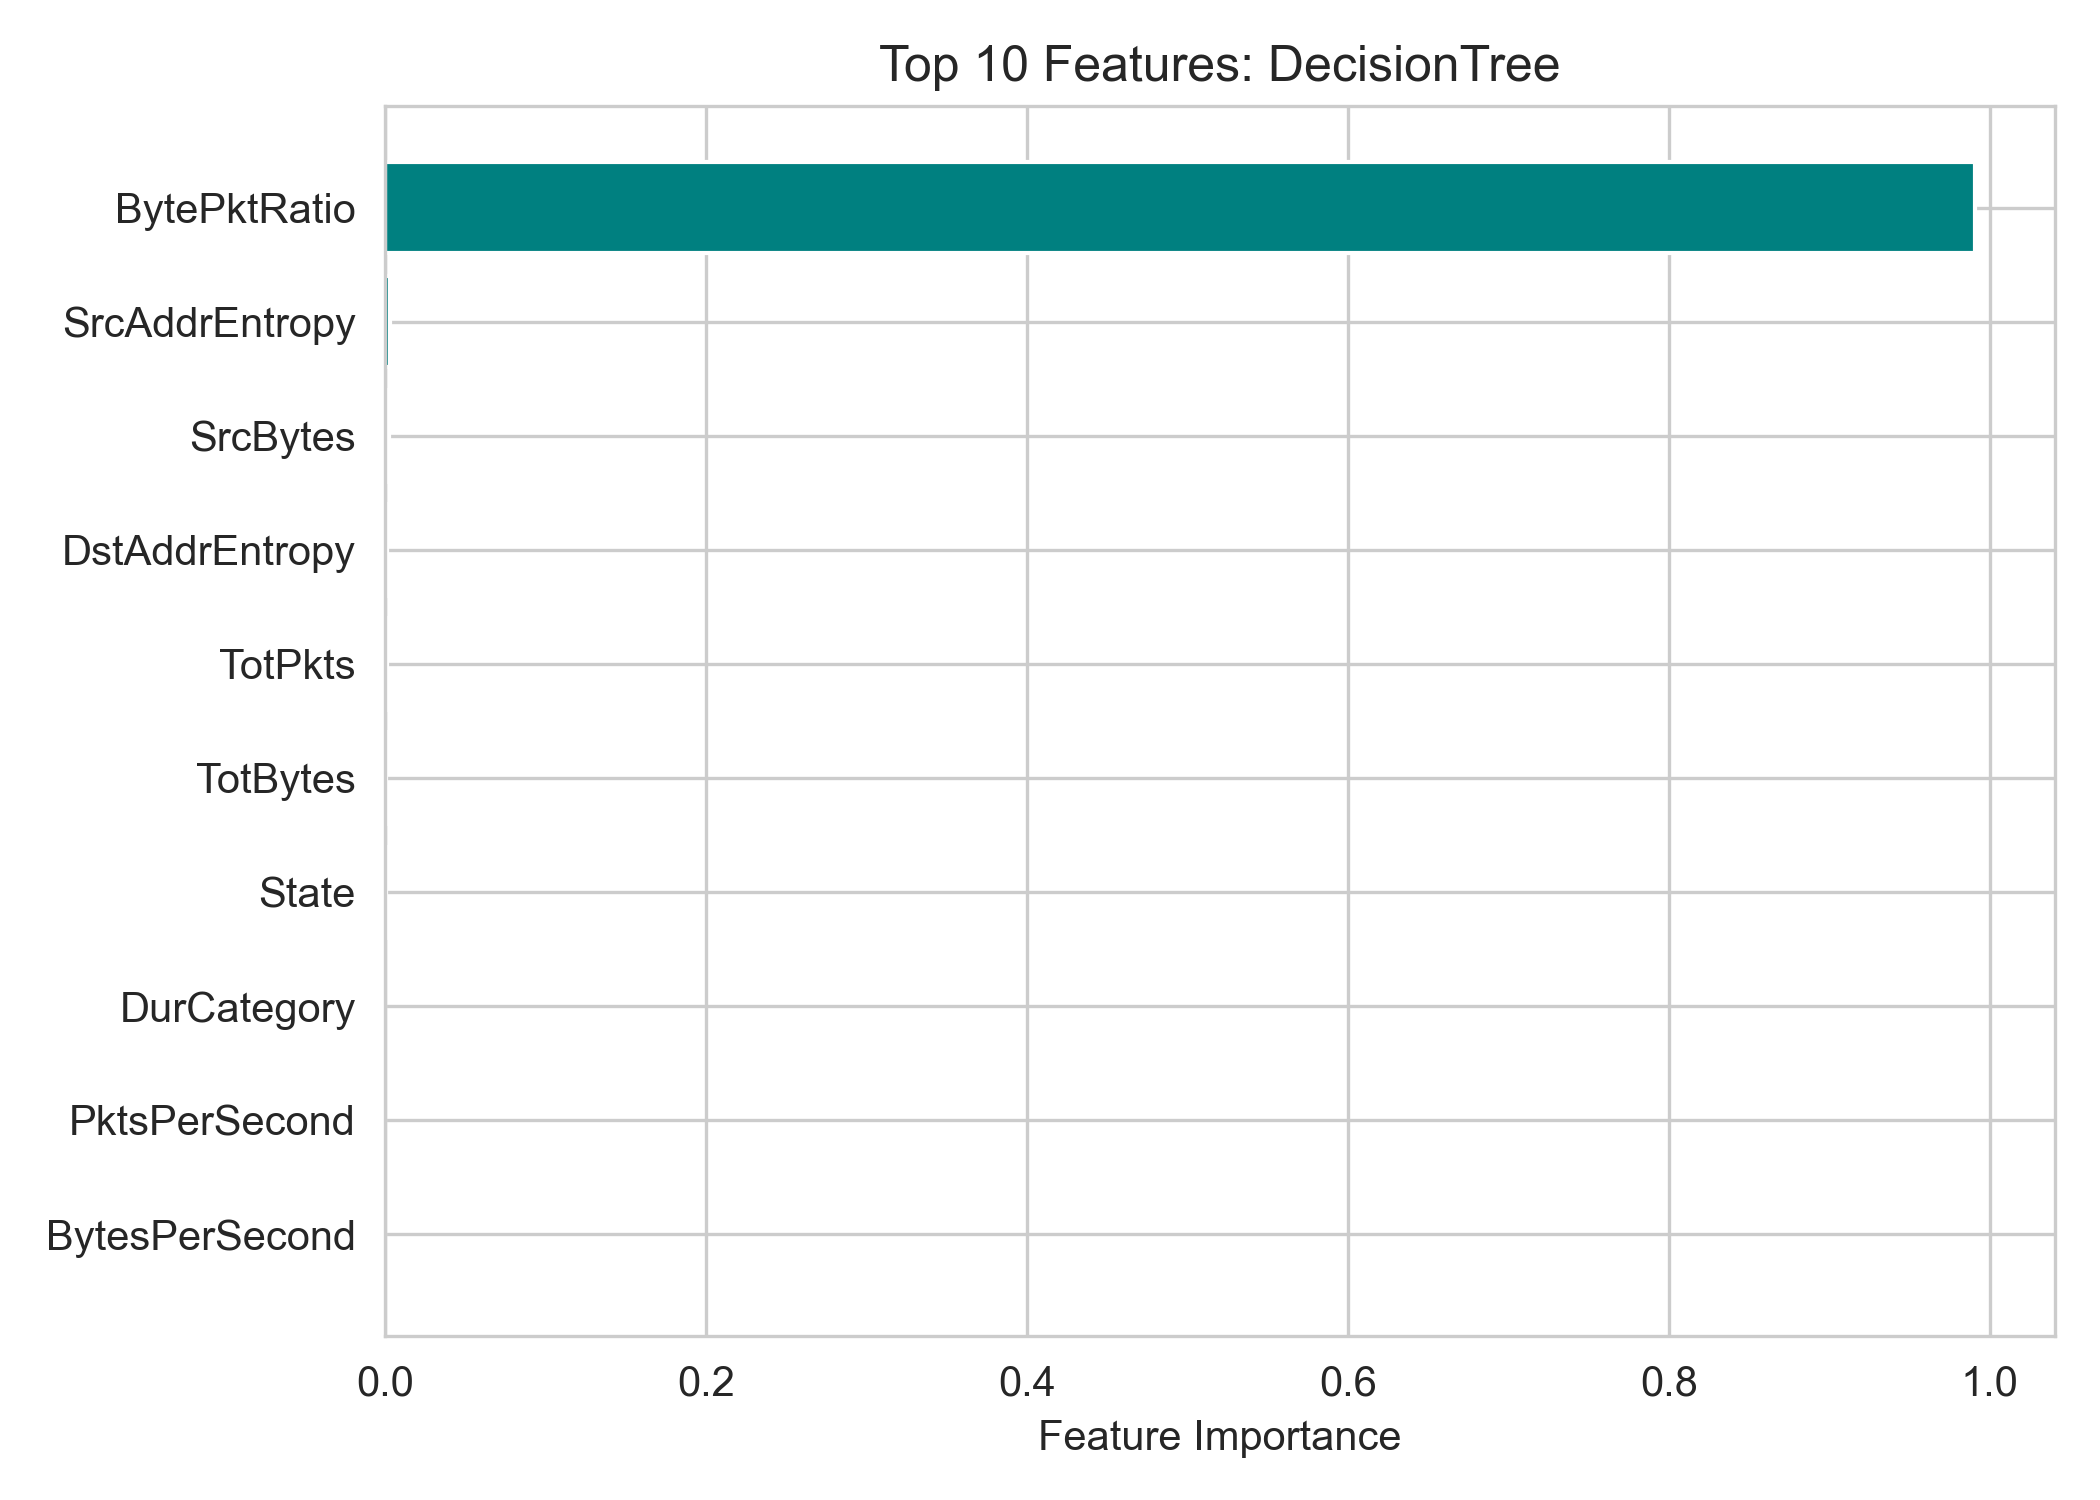 Top 10 Features: DecisionTree
BytePktRatio
SrcAddrEntropy
SrcBytes
DstAddrEntropy
TotPkts
TotBytes
State
DurCategory
PktsPerSecond
BytesPerSecond
0.0 0.2 0.4 0.6 0.8 1.0
Feature Importance